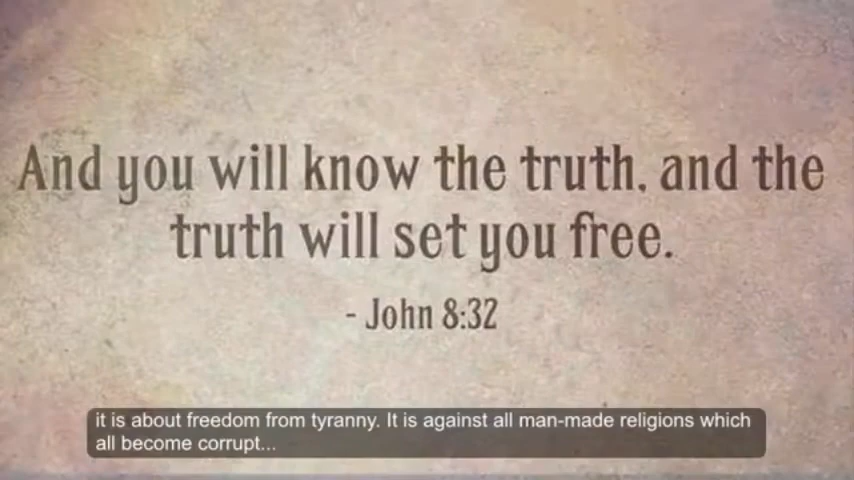 And you will know the truth, and the
truth will set you free.
- John 8:32
it is about freedom from tyranny. It is against all man-made religions which
all become corrupt...